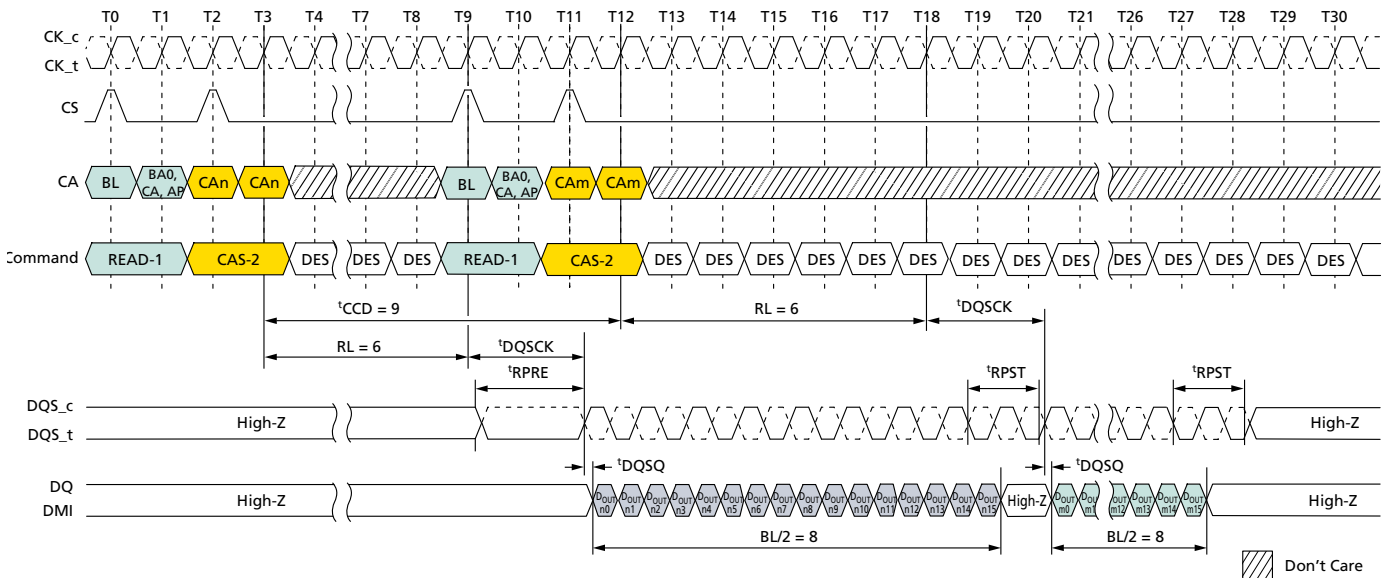 T0 T1 T2 T3 T4 T7 T8 T9 T10 T11 T12 T13 T14 T15 T16 T17 T18 T19 T20 T21 T26 T27 T28 T29 T30
CK_c
CK_t
CS
CA BL BA0, CA, AP CAn CAn BL BA0, CA, AP CAm CAm
Command READ-1 CAS-2 DES DES DES READ-1 CAS-2 DES DES DES DES DES DES DES DES DES DES DES DES DES DES
tCCD = 9 RL = 6 tDQSCK
RL = 6 tDQSCK
tRPRE tRPST tRPST
DQS_c
DQS_t
High-Z High-Z
tDQSQ tDQSQ
DQ
DMI
High-Z DOUT n0 DOUT n1 DOUT n2 DOUT n3 DOUT n4 DOUT n5 DOUT n6 DOUT n7 DOUT n8 DOUT n9 DOUT n10 DOUT n11 DOUT n12 DOUT n13 DOUT n14 DOUT n15 High-Z DOUT m0 DOUT m1 DOUT m12 DOUT m13 DOUT m14 DOUT m15 High-Z
BL/2 = 8 BL/2 = 8
Don't Care